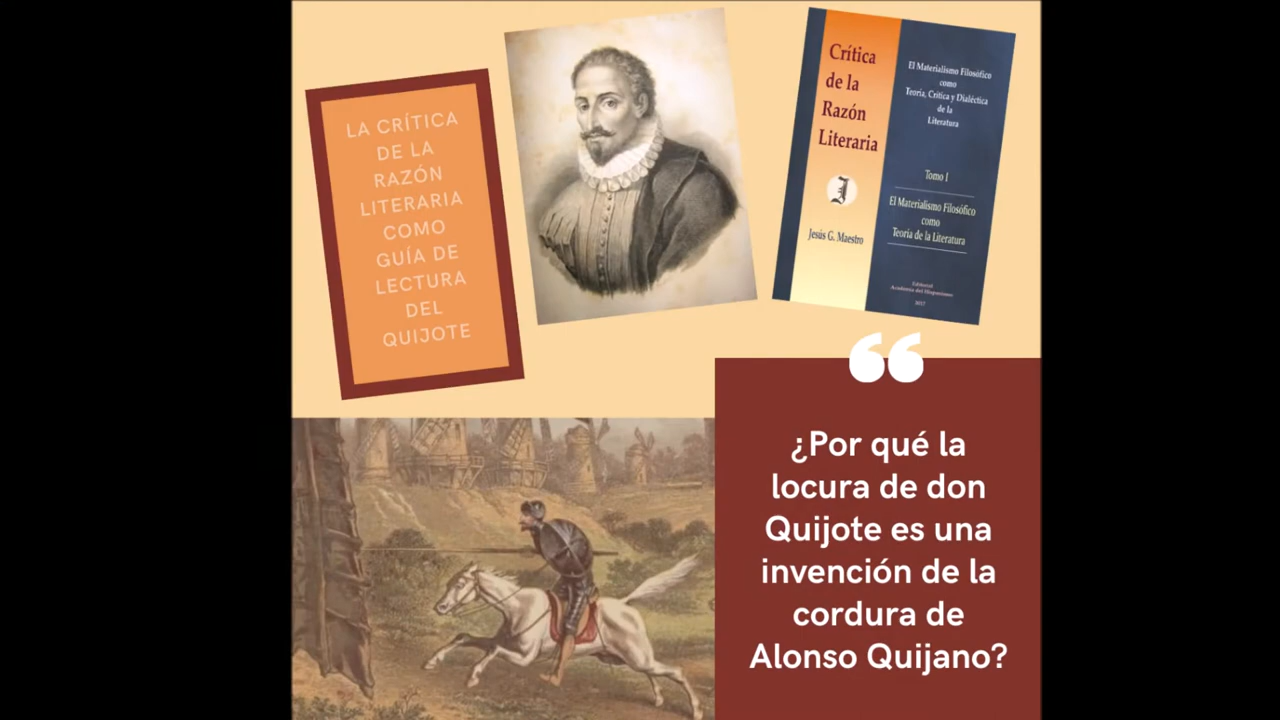 LA CRÍTICA
DE LA
RAZÓN
LITERARIA
COMO
GUÍA DE
LECTURA
DEL
QUIJOTE
Crítica
de la
Razón
Literaria
Jesús G. Maestro
El Materialismo Filosófico
como
Teoría, Crítica y Dialéctica
de la
Literatura
Tomo I
El Materialismo Filosófico
como
Teoría de la Literatura
Editorial
Academia del Hispanismo
2017
“
¿Por qué la
locura de don
Quijote es una
invención de la
cordura de
Alonso Quijano?